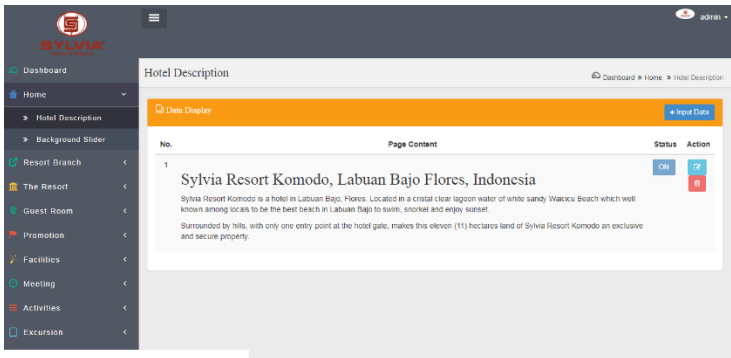 SYLVIA
admin
Dashboard
Hotel Description
Dashboard » Home » Hotel Description
Home
Data Display
+ Input Data
» Hotel Description
» Background Slider
No. Page Content Status Action
Resort Branch
1
ON
Sylvia Resort Komodo, Labuan Bajo Flores, Indonesia
The Resort
Sylvia Resort Komodo is a hotel in Labuan Bajo, Flores. Located in a cristal clear lagoon water of white sandy Waicicu Beach which well
known among locals to be the best beach in Labuan Bajo to swim, snorkel and enjoy sunset.
Guest Room
Surrounded by hills, with only one entry point at the hotel gate, makes this eleven (11) hectares land of Sylvia Resort Komodo an exclusive
and secure property.
Promotion
Facilities
Meeting
Activities
Excursion